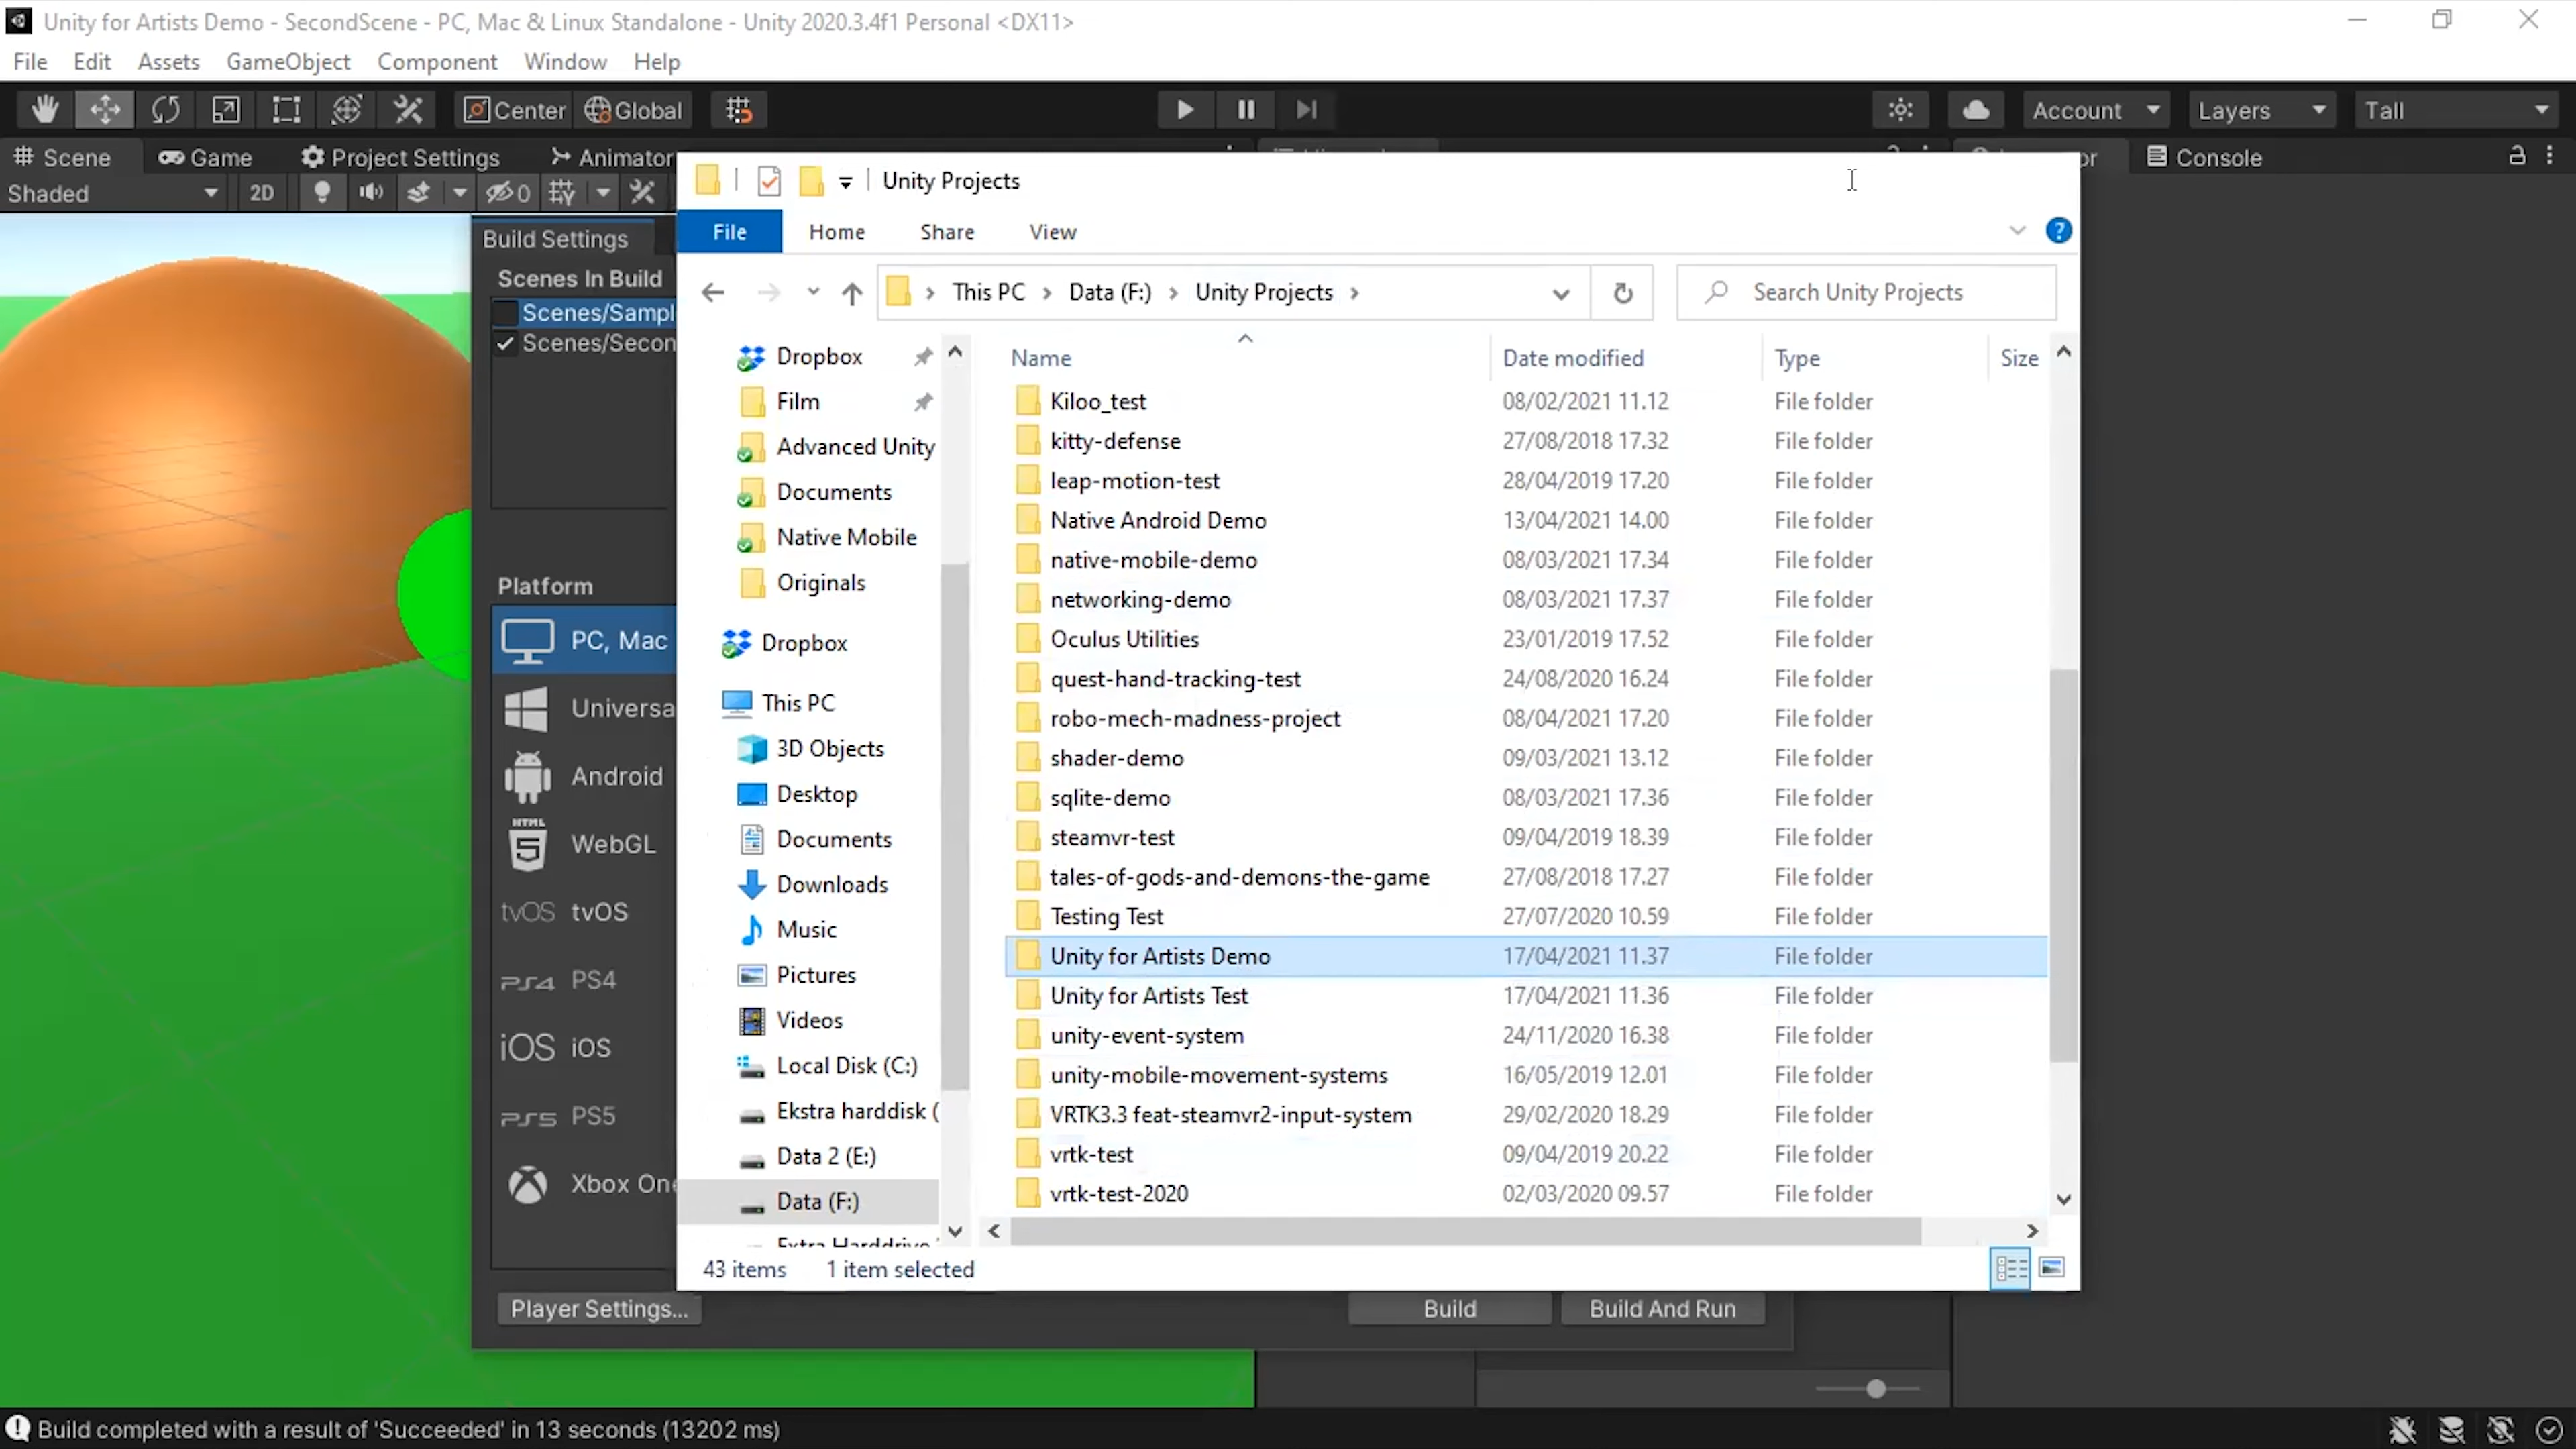 Unity for Artists Demo - SecondScene - PC, Mac & Linux Standalone - Unity 2020.3.4f1 Personal <DX11>
File Edit Assets GameObject Component Window Help
Center Global Account Layers Tall
Scene Game Project Settings Animator Console
Shaded 2D 0
Build Settings
Scenes In Build
Scenes/Sampl
Scenes/Secon
Platform
PC, Mac
Universa
Android
HTML 5 WebGL
tvOS tvOS
PS4 PS4
iOS iOS
PS5 PS5
Xbox One
Player Settings...
Build
Build And Run
Unity Projects
File Home Share View
This PC Data (F:) Unity Projects
Search Unity Projects
Dropbox
Film
Advanced Unity
Documents
Native Mobile
Originals
Dropbox
This PC
3D Objects
Desktop
Documents
Downloads
Music
Pictures
Videos
Local Disk (C:)
Ekstra harddisk (
Data 2 (E:)
Data (F:)
Extra Harddrive
Name Date modified Type Size
Kiloo_test 08/02/2021 11.12 File folder
kitty-defense 27/08/2018 17.32 File folder
leap-motion-test 28/04/2019 17.20 File folder
Native Android Demo 13/04/2021 14.00 File folder
native-mobile-demo 08/03/2021 17.34 File folder
networking-demo 08/03/2021 17.37 File folder
Oculus Utilities 23/01/2019 17.52 File folder
quest-hand-tracking-test 24/08/2020 16.24 File folder
robo-mech-madness-project 08/04/2021 17.20 File folder
shader-demo 09/03/2021 13.12 File folder
sqlite-demo 08/03/2021 17.36 File folder
steamvr-test 09/04/2019 18.39 File folder
tales-of-gods-and-demons-the-game 27/08/2018 17.27 File folder
Testing Test 27/07/2020 10.59 File folder
Unity for Artists Demo 17/04/2021 11.37 File folder
Unity for Artists Test 17/04/2021 11.36 File folder
unity-event-system 24/11/2020 16.38 File folder
unity-mobile-movement-systems 16/05/2019 12.01 File folder
VRTK3.3 feat-steamvr2-input-system 29/02/2020 18.29 File folder
vrtk-test 09/04/2019 20.22 File folder
vrtk-test-2020 02/03/2020 09.57 File folder
43 items 1 item selected
Build completed with a result of 'Succeeded' in 13 seconds (13202 ms)